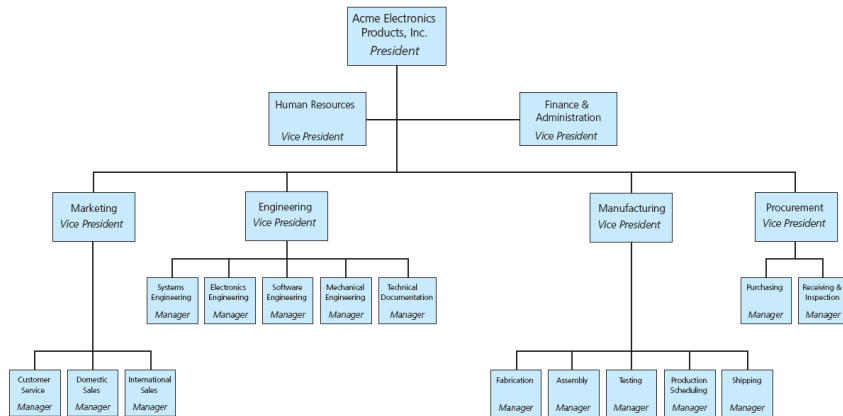 Acme Electronics
Products, Inc.
President
Human Resources
Vice President
Finance &
Administration
Vice President
Marketing
Vice President
Engineering
Vice President
Manufacturing
Vice President
Procurement
Vice President
Systems
Engineering
Manager
Electronics
Engineering
Manager
Software
Engineering
Manager
Mechanical
Engineering
Manager
Technical
Documentation
Manager
Purchasing
Manager
Receiving &
Inspection
Manager
Customer
Service
Manager
Domestic
Sales
Manager
International
Sales
Manager
Fabrication
Manager
Assembly
Manager
Testing
Manager
Production
Scheduling
Manager
Shipping
Manager